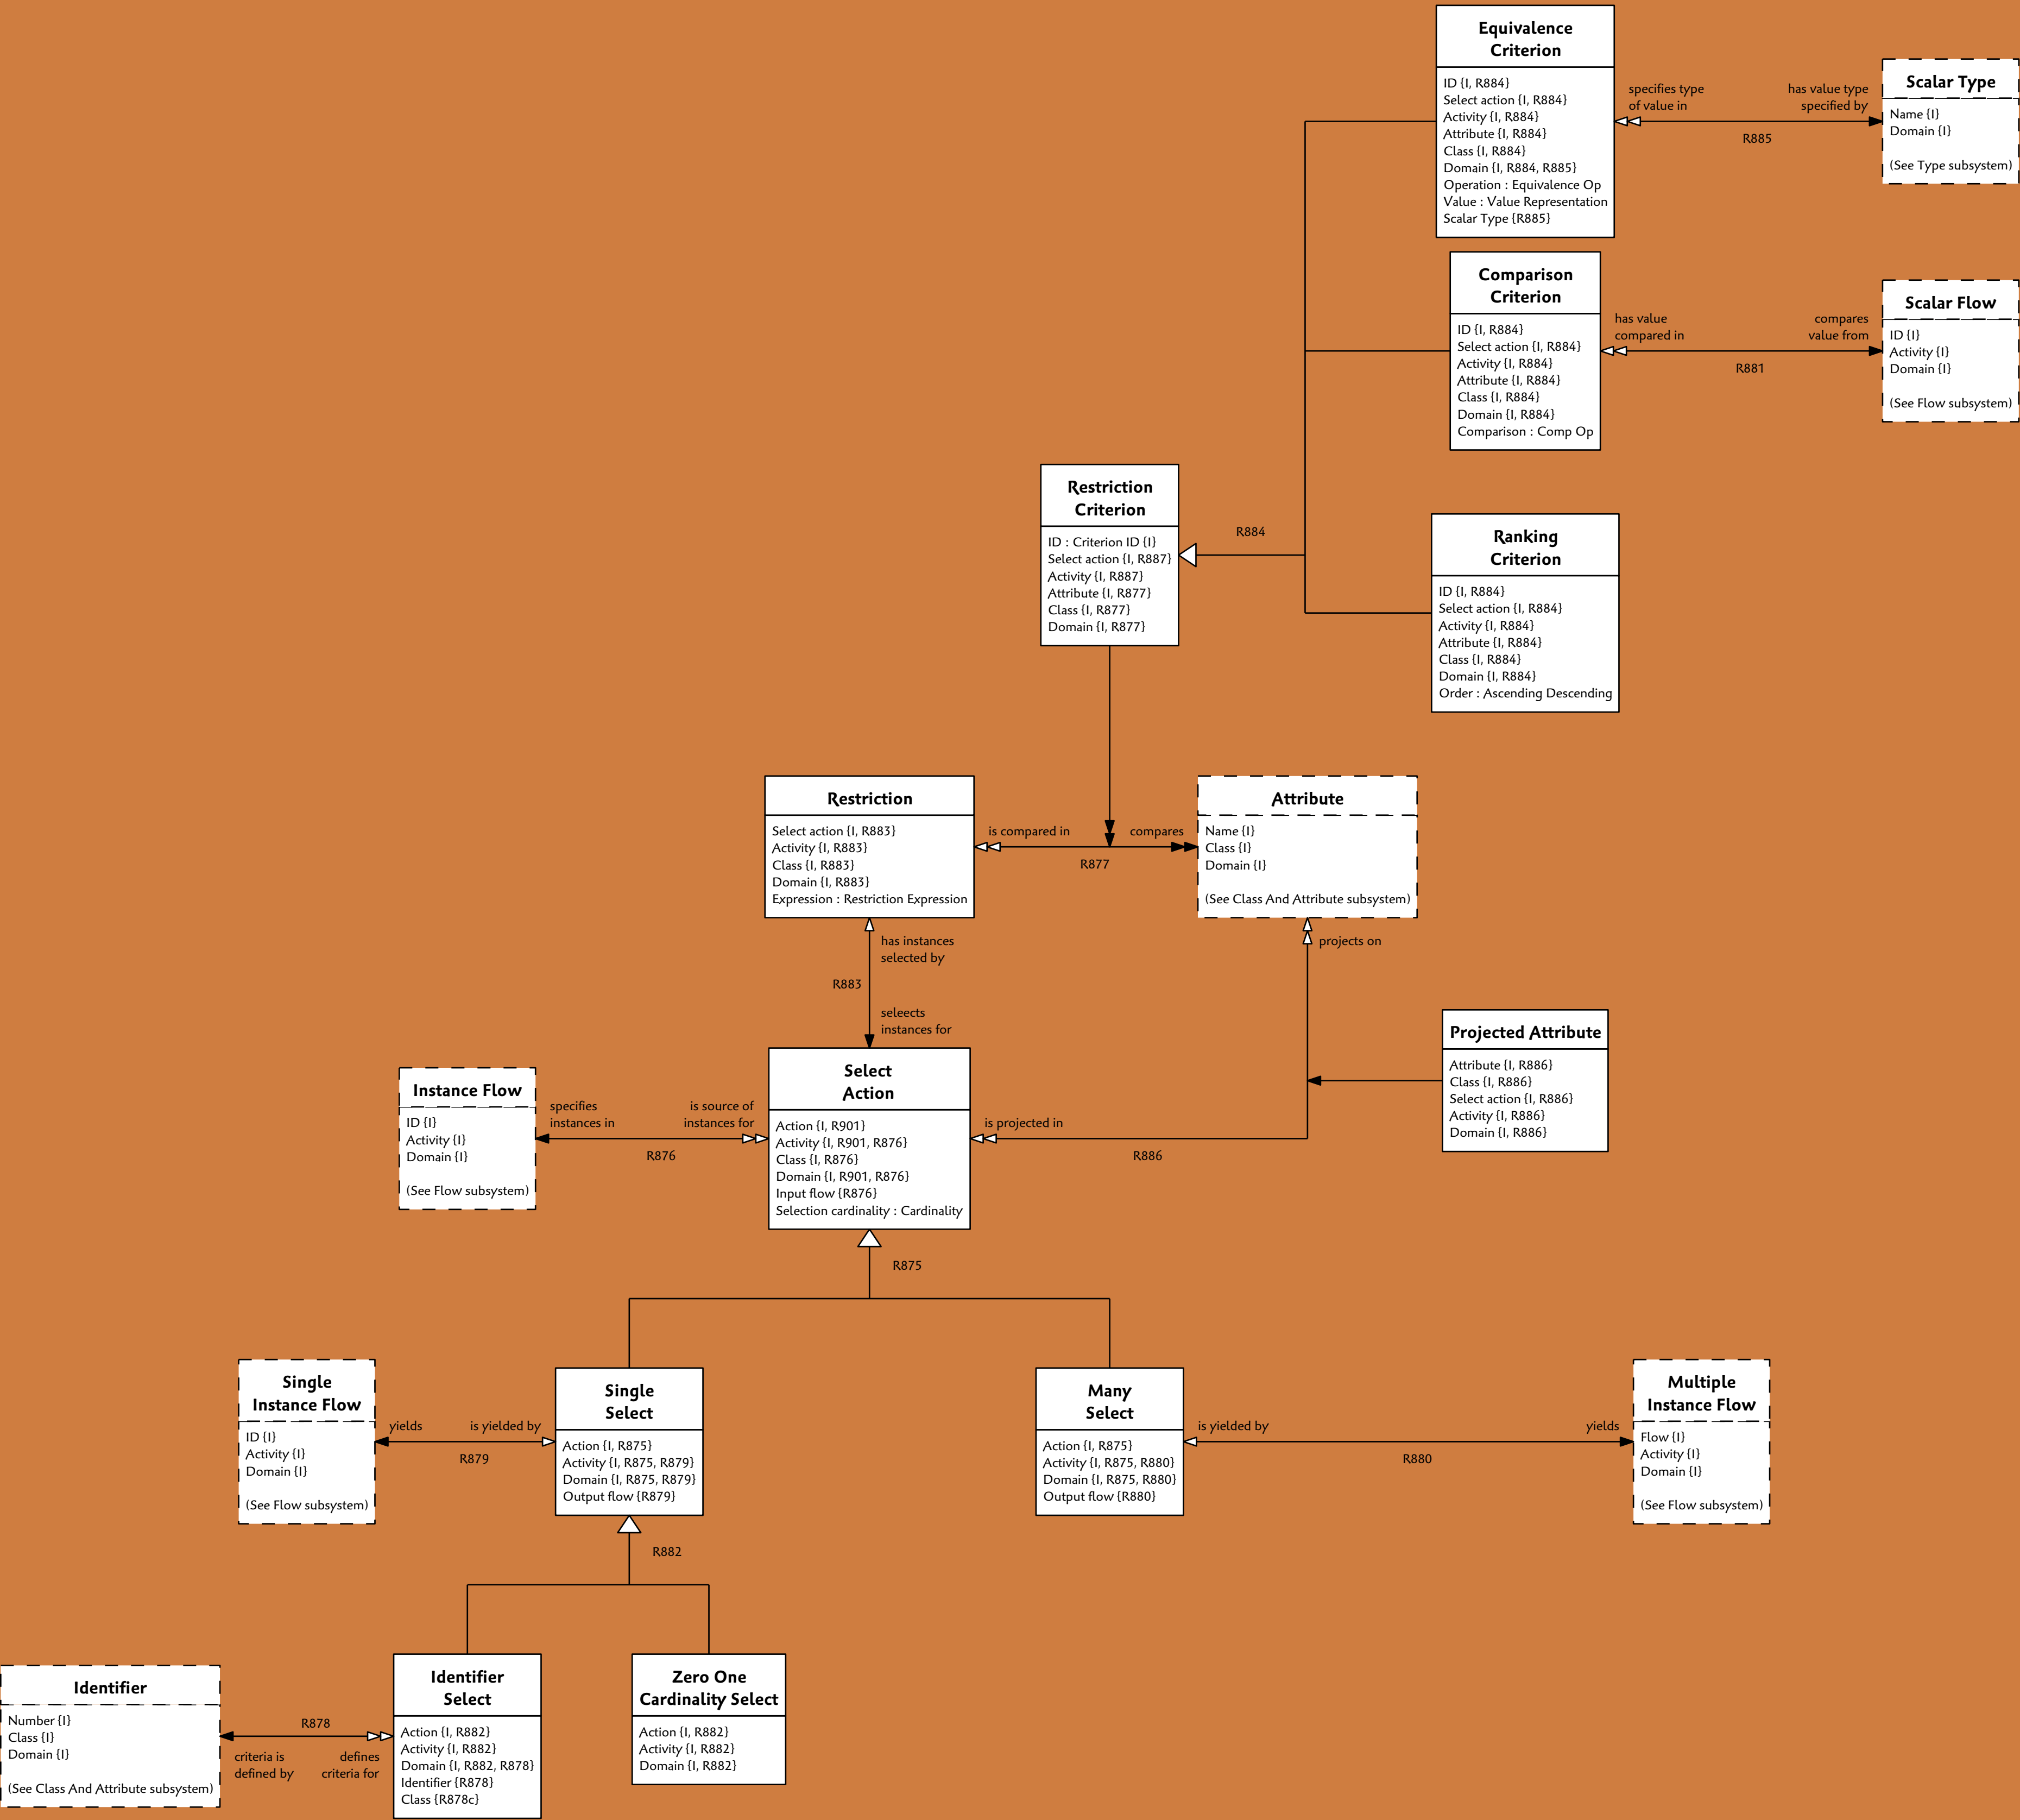 Equivalence
Criterion
ID {I, R884}
Select action {I, R884}
Activity {I, R884}
Attribute {I, R884}
Class {I, R884}
Domain {I, R884, R885}
Operation : Equivalence Op
Value : Value Representation
Scalar Type {R885}
specifies type
of value in
has value type
specified by
R885
Scalar Type
Name {I}
Domain {I}
(See Type subsystem)
Comparison
Criterion
ID {I, R884}
Select action {I, R884}
Activity {I, R884}
Attribute {I, R884}
Class {I, R884}
Domain {I, R884}
Comparison : Comp Op
has value
compared in
compares
value from
R881
Scalar Flow
ID {I}
Activity {I}
Domain {I}
(See Flow subsystem)
Restriction
Criterion
ID : Criterion ID {I}
Select action {I, R887}
Activity {I, R887}
Attribute {I, R877}
Class {I, R877}
Domain {I, R877}
R884
Ranking
Criterion
ID {I, R884}
Select action {I, R884}
Activity {I, R884}
Attribute {I, R884}
Class {I, R884}
Domain {I, R884}
Order : Ascending Descending
Restriction
Select action {I, R883}
Activity {I, R883}
Class {I, R883}
Domain {I, R883}
Expression : Restriction Expression
is compared in
compares
R877
Attribute
Name {I}
Class {I}
Domain {I}
(See Class And Attribute subsystem)
has instances
selected by
R883
seleects
instances for
projects on
Projected Attribute
Attribute {I, R886}
Class {I, R886}
Select action {I, R886}
Activity {I, R886}
Domain {I, R886}
Instance Flow
ID {I}
Activity {I}
Domain {I}
(See Flow subsystem)
specifies
instances in
is source of
instances for
R876
Select
Action
Action {I, R901}
Activity {I, R901, R876}
Class {I, R876}
Domain {I, R901, R876}
Input flow {R876}
Selection cardinality : Cardinality
is projected in
R886
R875
Single
Instance Flow
ID {I}
Activity {I}
Domain {I}
(See Flow subsystem)
yields
is yielded by
R879
Single
Select
Action {I, R875}
Activity {I, R875, R879}
Domain {I, R875, R879}
Output flow {R879}
Many
Select
Action {I, R875}
Activity {I, R875, R880}
Domain {I, R875, R880}
Output flow {R880}
is yielded by
yields
R880
Multiple
Instance Flow
Flow {I}
Activity {I}
Domain {I}
(See Flow subsystem)
R882
Identifier
Number {I}
Class {I}
Domain {I}
(See Class And Attribute subsystem)
R878
criteria is
defined by
defines
criteria for
Identifier
Select
Action {I, R882}
Activity {I, R882}
Domain {I, R882, R878}
Identifier {R878}
Class {R878c}
Zero One
Cardinality Select
Action {I, R882}
Activity {I, R882}
Domain {I, R882}